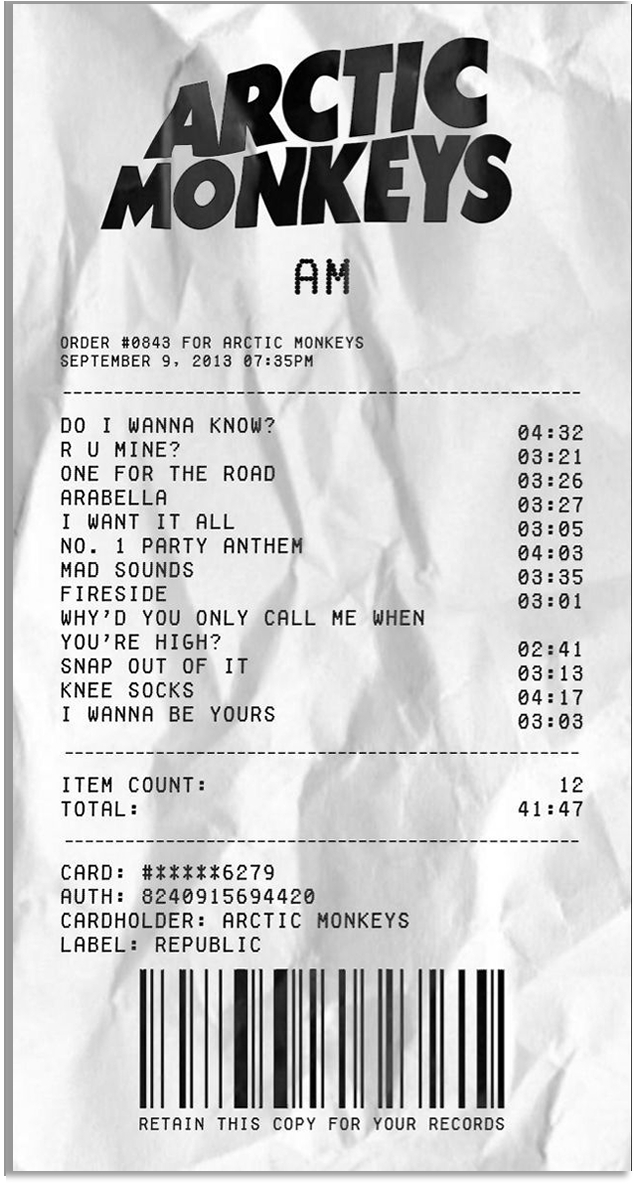 ARCTIC
MONKEYS
AM
ORDER #0843 FOR ARCTIC MONKEYS
SEPTEMBER 9, 2013 07:35PM
DO I WANNA KNOW? 04:32
R U MINE? 03:21
ONE FOR THE ROAD 03:26
ARABELLA 03:27
I WANT IT ALL 03:05
NO. 1 PARTY ANTHEM 04:03
MAD SOUNDS 03:35
FIRESIDE 03:01
WHY'D YOU ONLY CALL ME WHEN
YOU'RE HIGH? 02:41
SNAP OUT OF IT 03:13
KNEE SOCKS 04:17
I WANNA BE YOURS 03:03
ITEM COUNT: 12
TOTAL: 41:47
CARD: #*****6279
AUTH: 8240915694420
CARDHOLDER: ARCTIC MONKEYS
LABEL: REPUBLIC
RETAIN THIS COPY FOR YOUR RECORDS